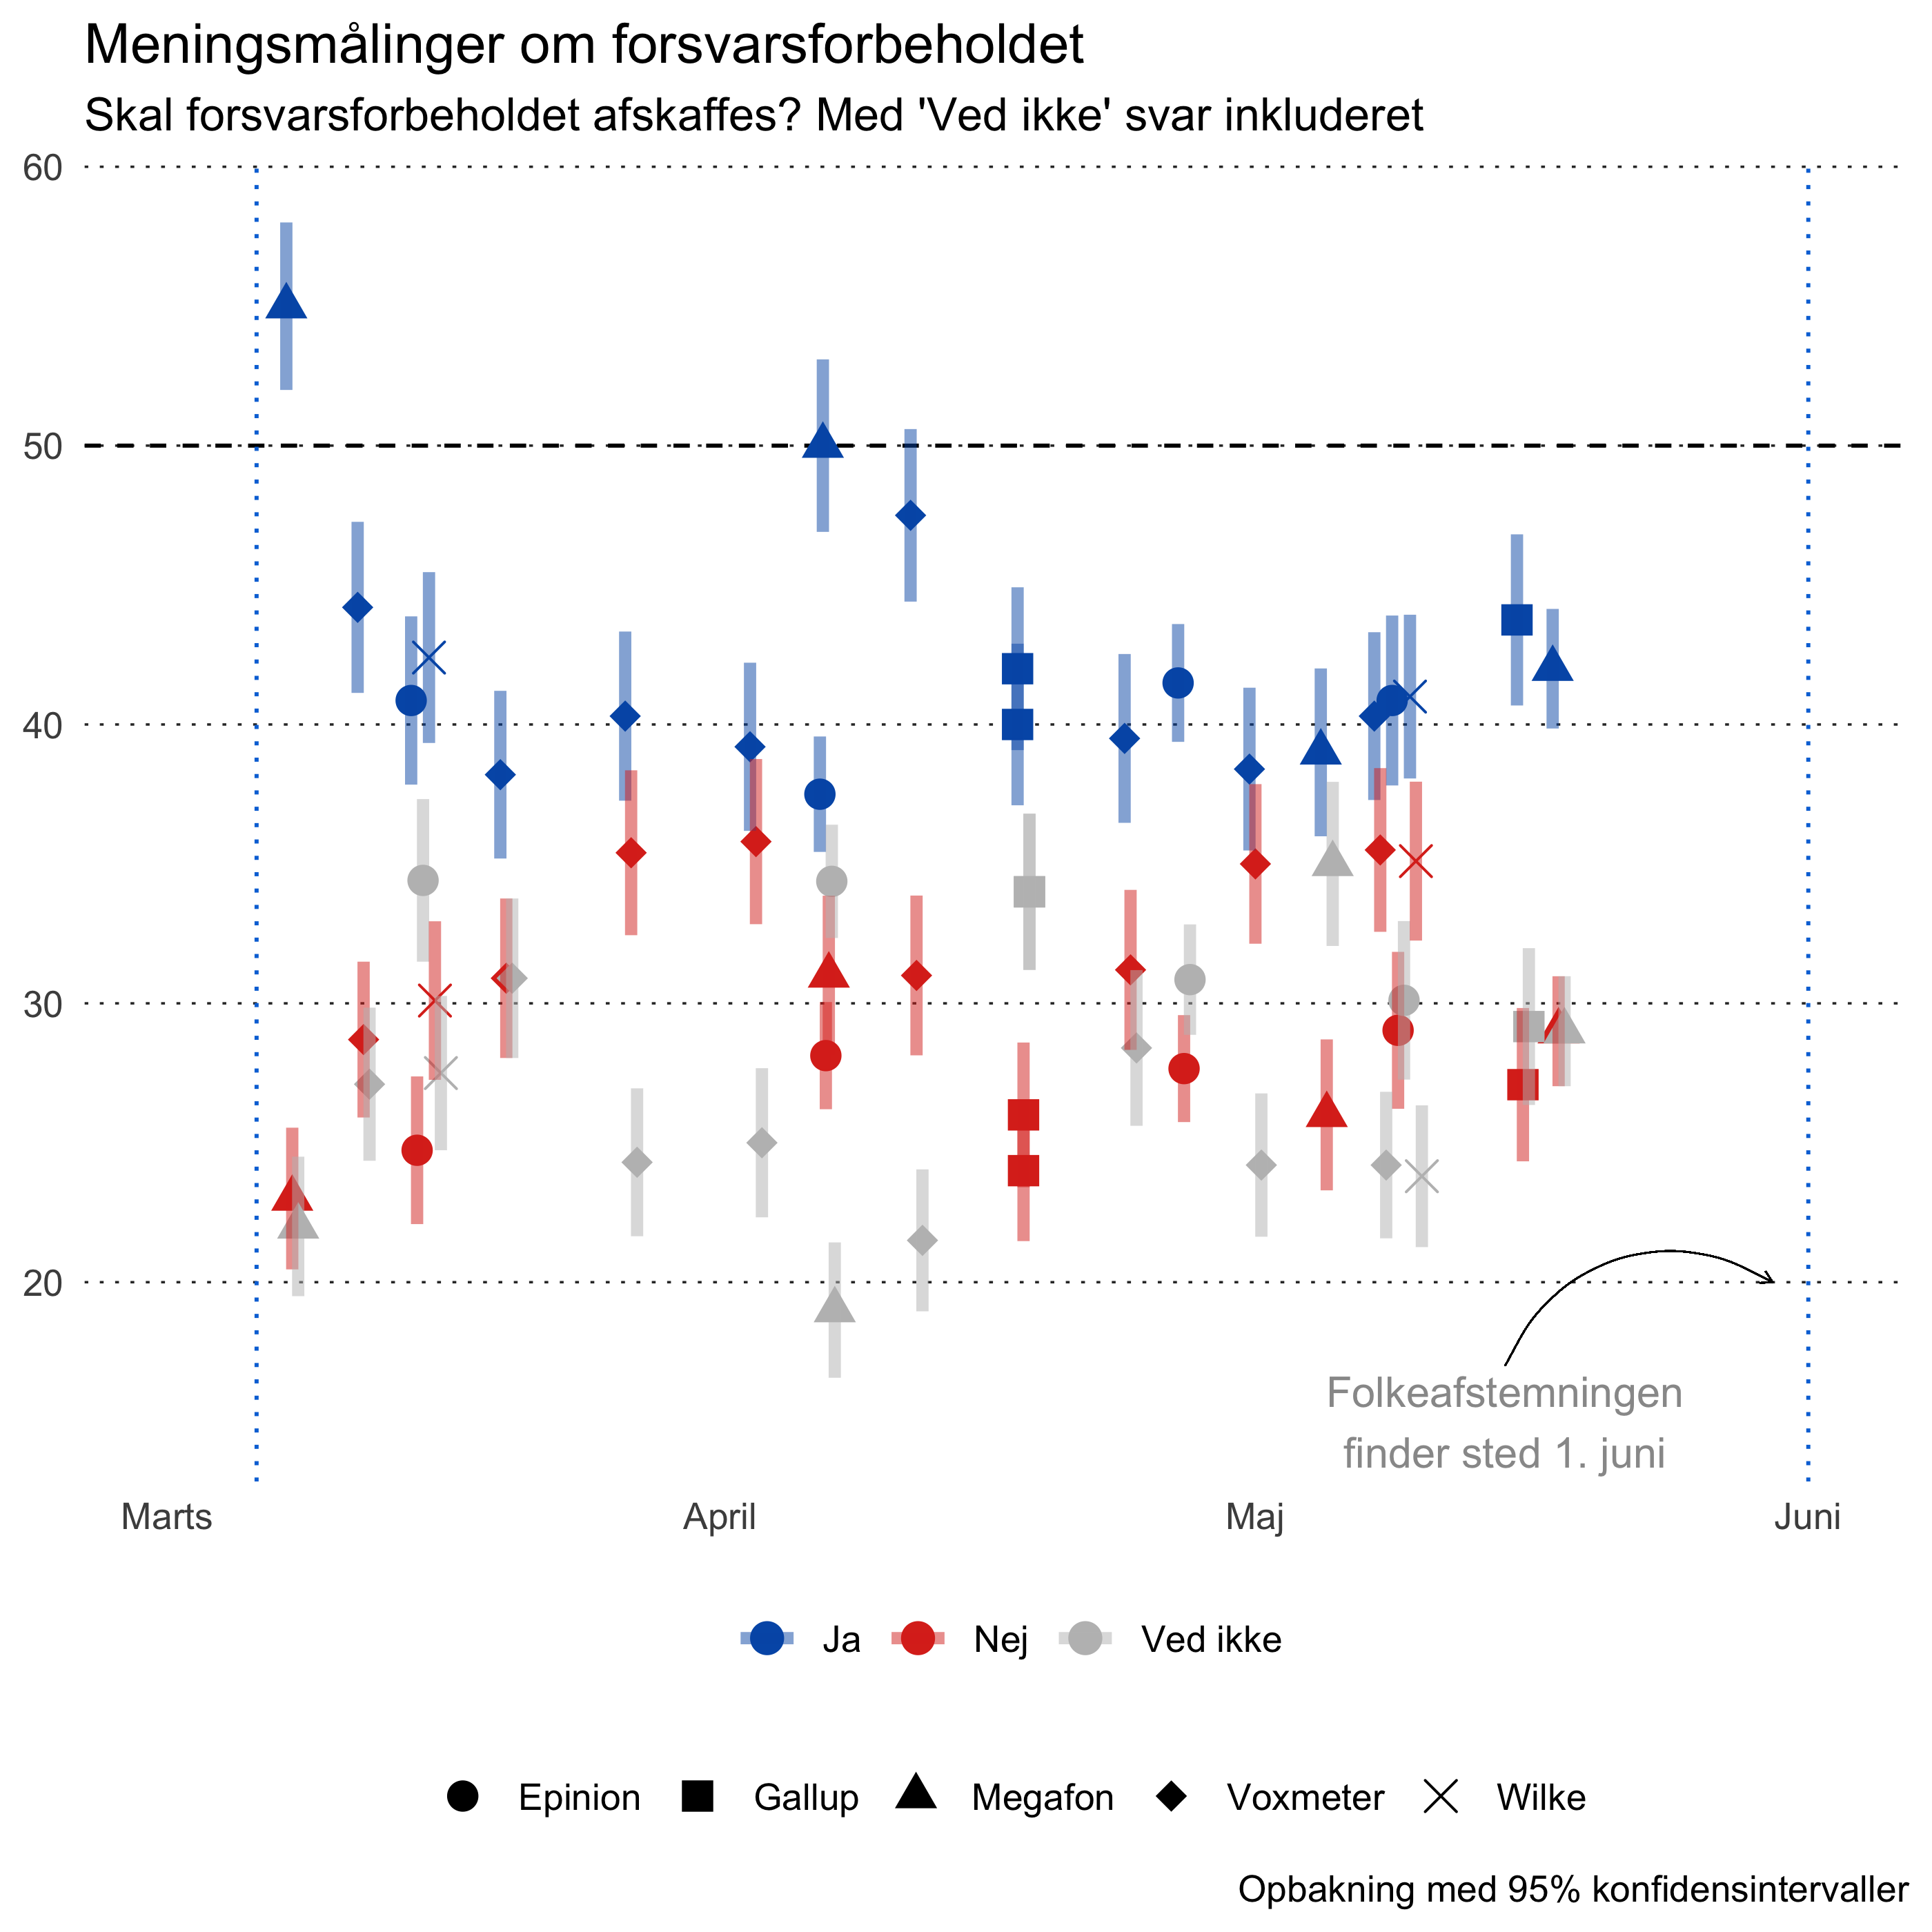 Meningsmålinger om forsvarsforbeholdet
Skal forsvarsforbeholdet afskaffes? Med 'Ved ikke' svar inkluderet
60
50
40
30
20
Folkeafstemningen
finder sted 1. juni
Marts April Maj Juni
Ja Nej Ved ikke
Epinion Gallup Megafon Voxmeter Wilke
Opbakning med 95% konfidensintervaller